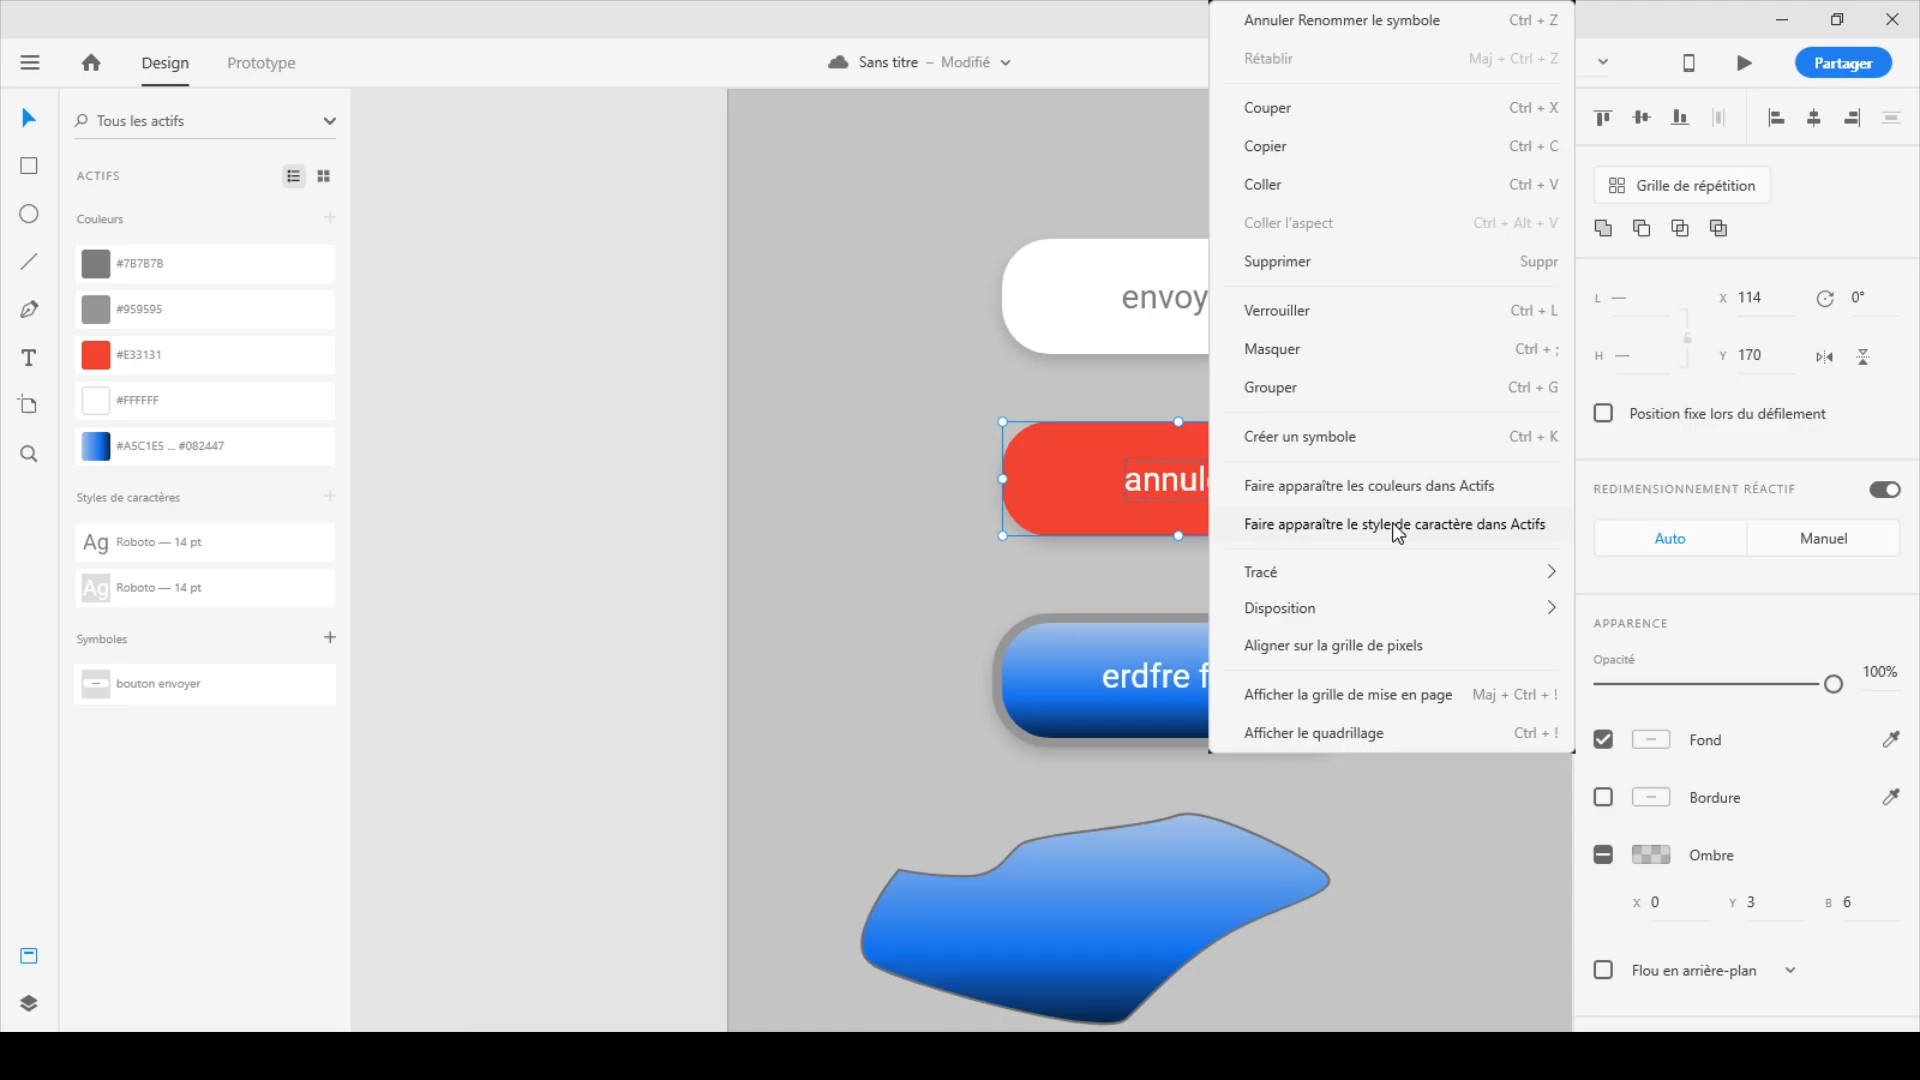 Design
Prototype
Sans titre – Modifié
Partager
Tous les actifs
ACTIFS
Couleurs
#7B7B7B
#959595
#E33131
#FFFFFF
#A5C1E5 ... #082447
Styles de caractères
Ag Roboto — 14 pt
Ag Roboto — 14 pt
Symboles
bouton envoyer
envoy
annul
erdfre f
Annuler Renommer le symbole Ctrl + Z
Rétablir Maj + Ctrl + Z
Couper Ctrl + X
Copier Ctrl + C
Coller Ctrl + V
Coller l'aspect Ctrl + Alt + V
Supprimer Suppr
Verrouiller Ctrl + L
Masquer Ctrl + ;
Grouper Ctrl + G
Créer un symbole Ctrl + K
Faire apparaître les couleurs dans Actifs
Faire apparaître le style de caractère dans Actifs
Tracé
Disposition
Aligner sur la grille de pixels
Afficher la grille de mise en page Maj + Ctrl + !
Afficher le quadrillage Ctrl + !
Grille de répétition
L — X 114 0°
H — Y 170
Position fixe lors du défilement
REDIMENSIONNEMENT RÉACTIF
Auto Manuel
APPARENCE
Opacité
100%
Fond
Bordure
Ombre
X 0 Y 3 B 6
Flou en arrière-plan